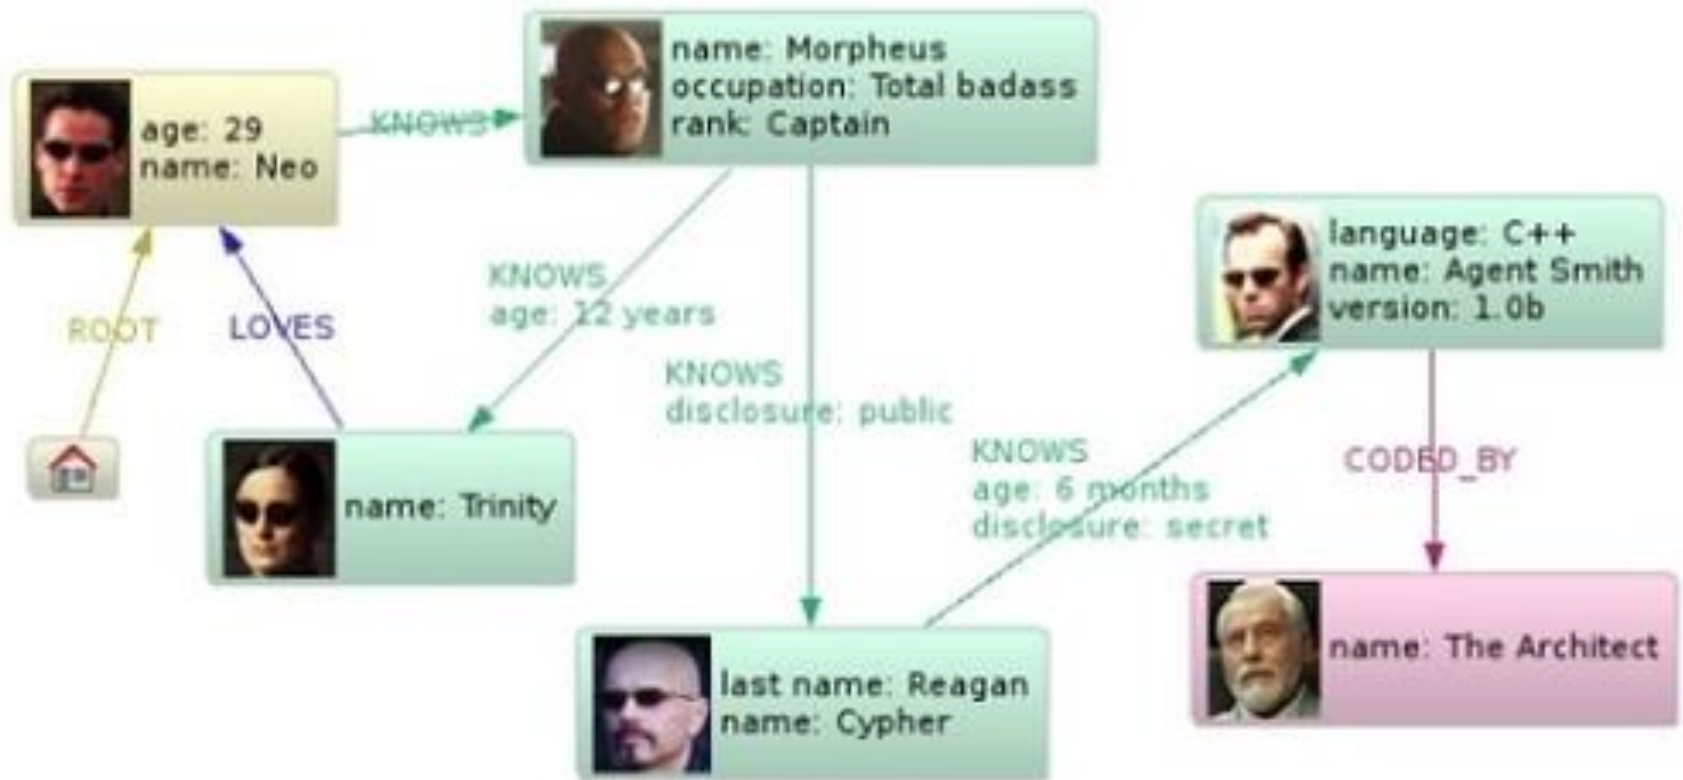 name: Morpheus
occupation: Total badass
rank: Captain
age: 29
name: Neo
KNOWS
language: C++
name: Agent Smith
version: 1.0b
KNOWS
age: 12 years
ROOT
LOVES
KNOWS
disclosure: public
KNOWS
age: 6 months
disclosure: secret
CODED_BY
name: Trinity
name: The Architect
last name: Reagan
name: Cypher